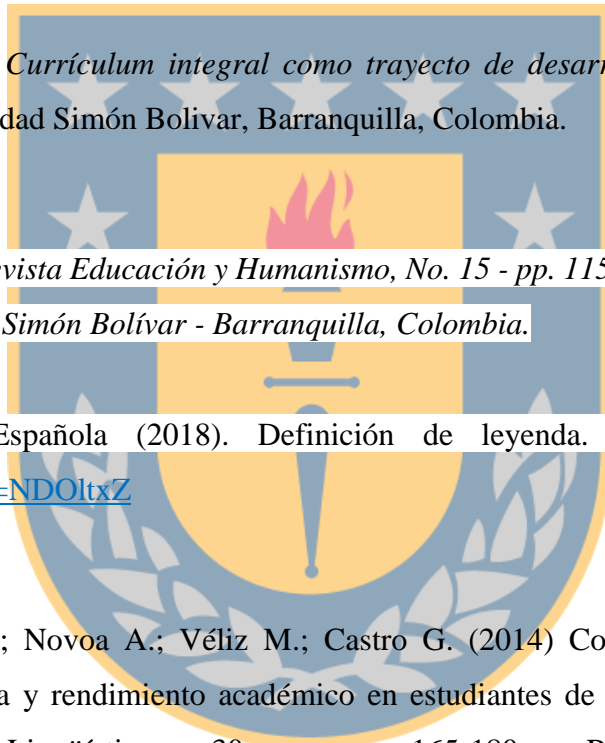 Currículum integral como trayecto de desarr
dad Simón Bolivar, Barranquilla, Colombia.
vista Educación y Humanismo, No. 15 - pp. 115
Simón Bolívar - Barranquilla, Colombia.
Española (2018). Definición de leyenda.
=NDOltxZ
; Novoa A.; Véliz M.; Castro G. (2014) Co
a y rendimiento académico en estudiantes de